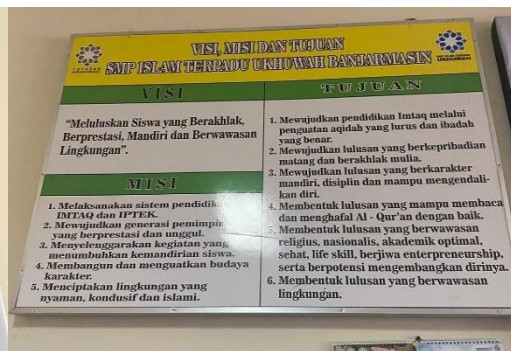 VISI, MISI DAN TUJUAN
SMP ISLAM TERPADU UKHUWAH BANJARMASIN
UKHUWAH
VISI
"Meluluskan Siswa yang Berakhlak,
Berprestasi, Mandiri dan Berwawasan
Lingkungan".
MISI
1. Melaksanakan sistem pendidikan
IMTAQ dan IPTEK.
2. Mewujudkan generasi pemimpin
yang berprestasi dan unggul.
3. Menyelenggarakan kegiatan yang
menumbuhkan kemandirian siswa.
4. Membangun dan menguatkan budaya
karakter.
5. Menciptakan lingkungan yang
nyaman, kondusif dan islami.
TUJUAN
1. Mewujudkan pendidikan Imtaq melalui
penguatan aqidah yang lurus dan ibadah
yang benar.
2. Mewujudkan lulusan yang berkepribadian
matang dan berakhlak mulia.
3. Mewujudkan lulusan yang berkarakter
mandiri, disiplin dan mampu mengendali-
kan diri.
4. Membentuk lulusan yang mampu membaca
dan menghafal Al - Qur'an dengan baik.
5. Membentuk lulusan yang berwawasan
religius, nasionalis, akademik optimal,
sehat, life skill, berjiwa enterpreneurship,
serta berpotensi mengembangkan dirinya.
6. Membentuk lulusan yang berwawasan
lingkungan.